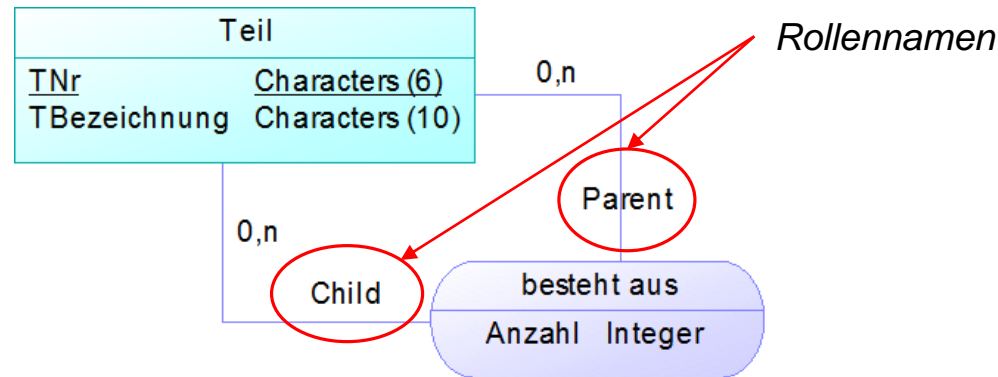 Teil
Rollennamen
TNr Characters (6)
0,n
TBezeichnung Characters (10)
Parent
0,n
Child
besteht aus
Anzahl Integer